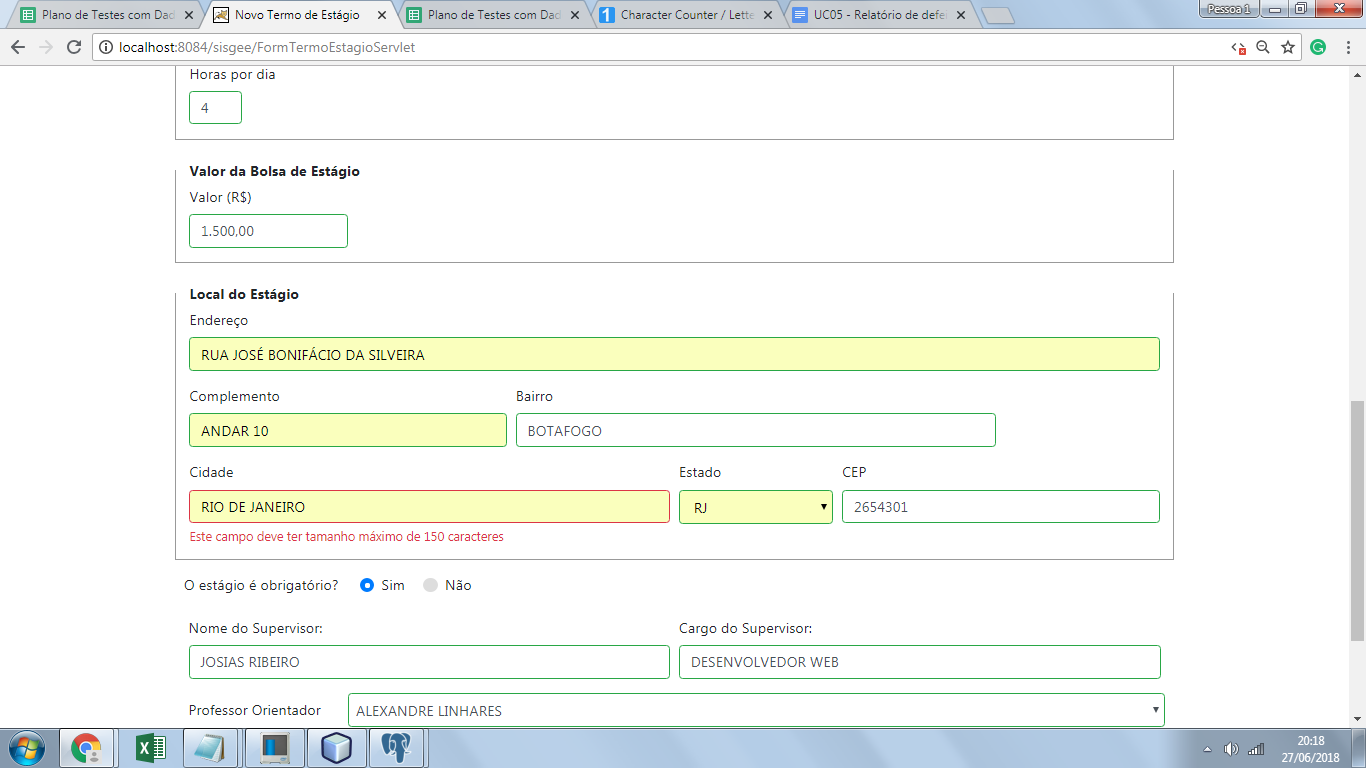 Plano de Testes com Dad
Novo Termo de Estágio
Plano de Testes com Dad
Character Counter / Lette
UC05 - Relatório de defei
Pessoa 1
localhost:8084/sisgee/FormTermoEstagioServlet
Horas por dia
4
Valor da Bolsa de Estágio
Valor (R$)
1.500,00
Local do Estágio
Endereço
RUA JOSÉ BONIFÁCIO DA SILVEIRA
Complemento Bairro
ANDAR 10 BOTAFOGO
Cidade Estado CEP
RIO DE JANEIRO RJ 2654301
Este campo deve ter tamanho máximo de 150 caracteres
O estágio é obrigatório? Sim Não
Nome do Supervisor: Cargo do Supervisor:
JOSIAS RIBEIRO DESENVOLVEDOR WEB
Professor Orientador ALEXANDRE LINHARES
20:18
27/06/2018